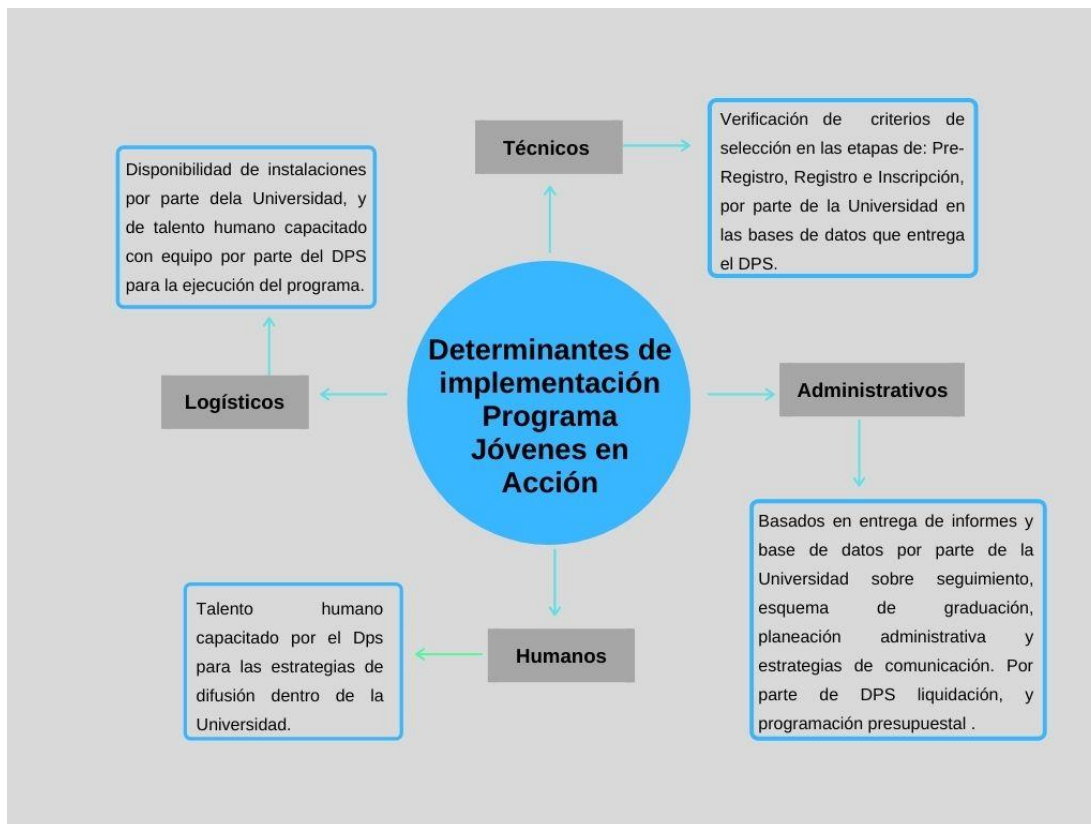 Técnicos
Verificación de criterios de
selección en las etapas de: Pre-
Registro, Registro e Inscripción,
por parte de la Universidad en
las bases de datos que entrega
el DPS.
Disponibilidad de instalaciones
por parte dela Universidad, y
de talento humano capacitado
con equipo por parte del DPS
para la ejecución del programa.
Logísticos
Determinantes de
implementación
Programa
Jóvenes en
Acción
Administrativos
Basados en entrega de informes y
base de datos por parte de la
Universidad sobre seguimiento,
esquema de graduación,
planeación administrativa y
estrategias de comunicación. Por
parte de DPS liquidación, y
programación presupuestal .
Talento humano
capacitado por el Dps
para las estrategias de
difusión dentro de la
Universidad.
Humanos